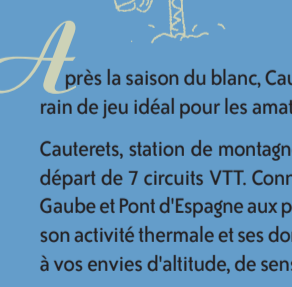 Après la saison du blanc, Cau
rain de jeu idéal pour les amat
Cauterets, station de montagn
départ de 7 circuits VTT. Conn
Gaube et Pont d'Espagne aux p
son activité thermale et ses do
à vos envies d'altitude, de sens